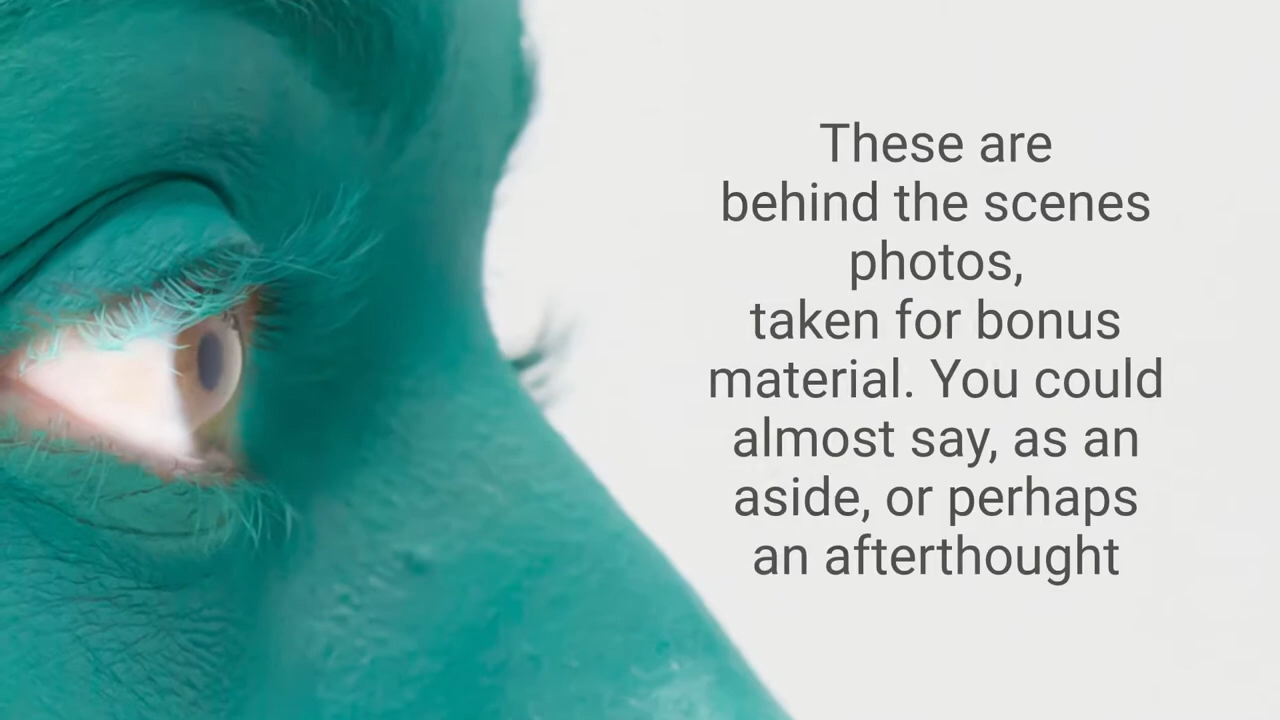 These are
behind the scenes
photos,
taken for bonus
material. You could
almost say, as an
aside, or perhaps
an afterthought